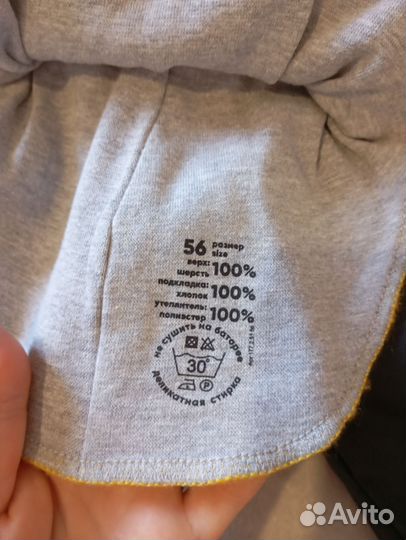 56 размер
size
верх:
шерсть 100%
подкладка:
хлопок 100%
утеплитель:
полиэстер 100%
не сушить на батарее
30°
P
деликатная стирка
Avito